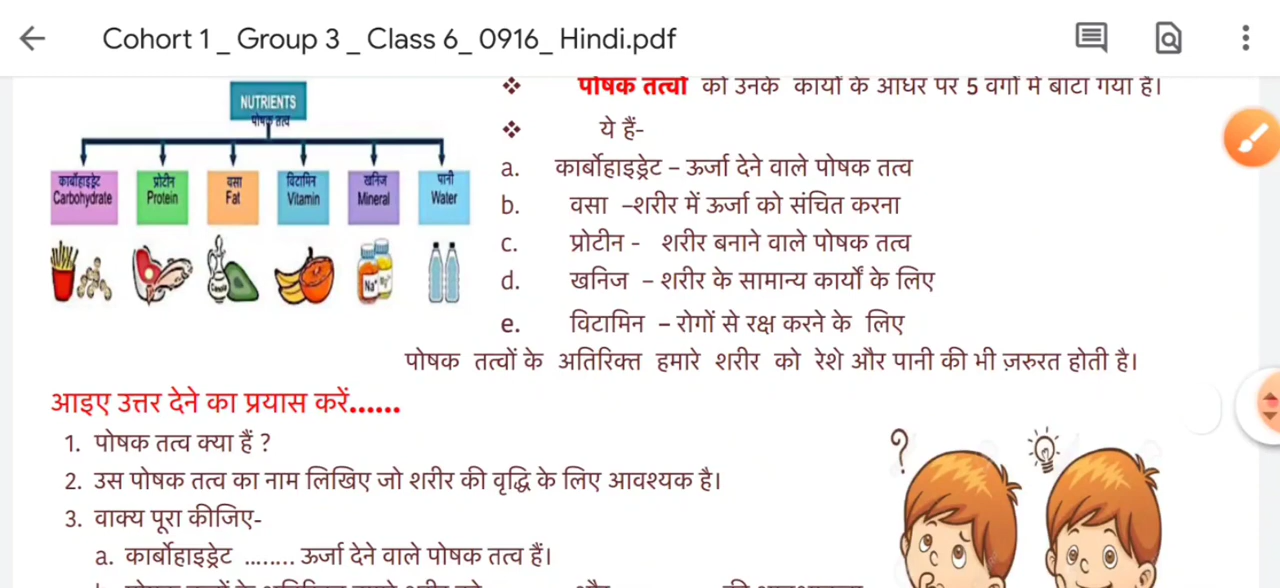 Cohort 1 _ Group 3 _ Class 6_ 0916_ Hindi.pdf
NUTRIENTS
पोषक तत्व
कार्बोहाइड्रेट प्रोटीन वसा विटामिन खनिज पानी
Carbohydrate Protein Fat Vitamin Mineral Water
❖ पोषक तत्वों को उनके कार्यों के आधर पर 5 वर्गों में बांटा गया है।
❖ ये हैं-
a. कार्बोहाइड्रेट – ऊर्जा देने वाले पोषक तत्व
b. वसा –शरीर में ऊर्जा को संचित करना
c. प्रोटीन - शरीर बनाने वाले पोषक तत्व
d. खनिज – शरीर के सामान्य कार्यों के लिए
e. विटामिन – रोगों से रक्ष करने के लिए
पोषक तत्वों के अतिरिक्त हमारे शरीर को रेशे और पानी की भी ज़रुरत होती है।
आइए उत्तर देने का प्रयास करें......
1. पोषक तत्व क्या हैं ?
2. उस पोषक तत्व का नाम लिखिए जो शरीर की वृद्धि के लिए आवश्यक है।
3. वाक्य पूरा कीजिए-
a. कार्बोहाइड्रेट ........ ऊर्जा देने वाले पोषक तत्व हैं।